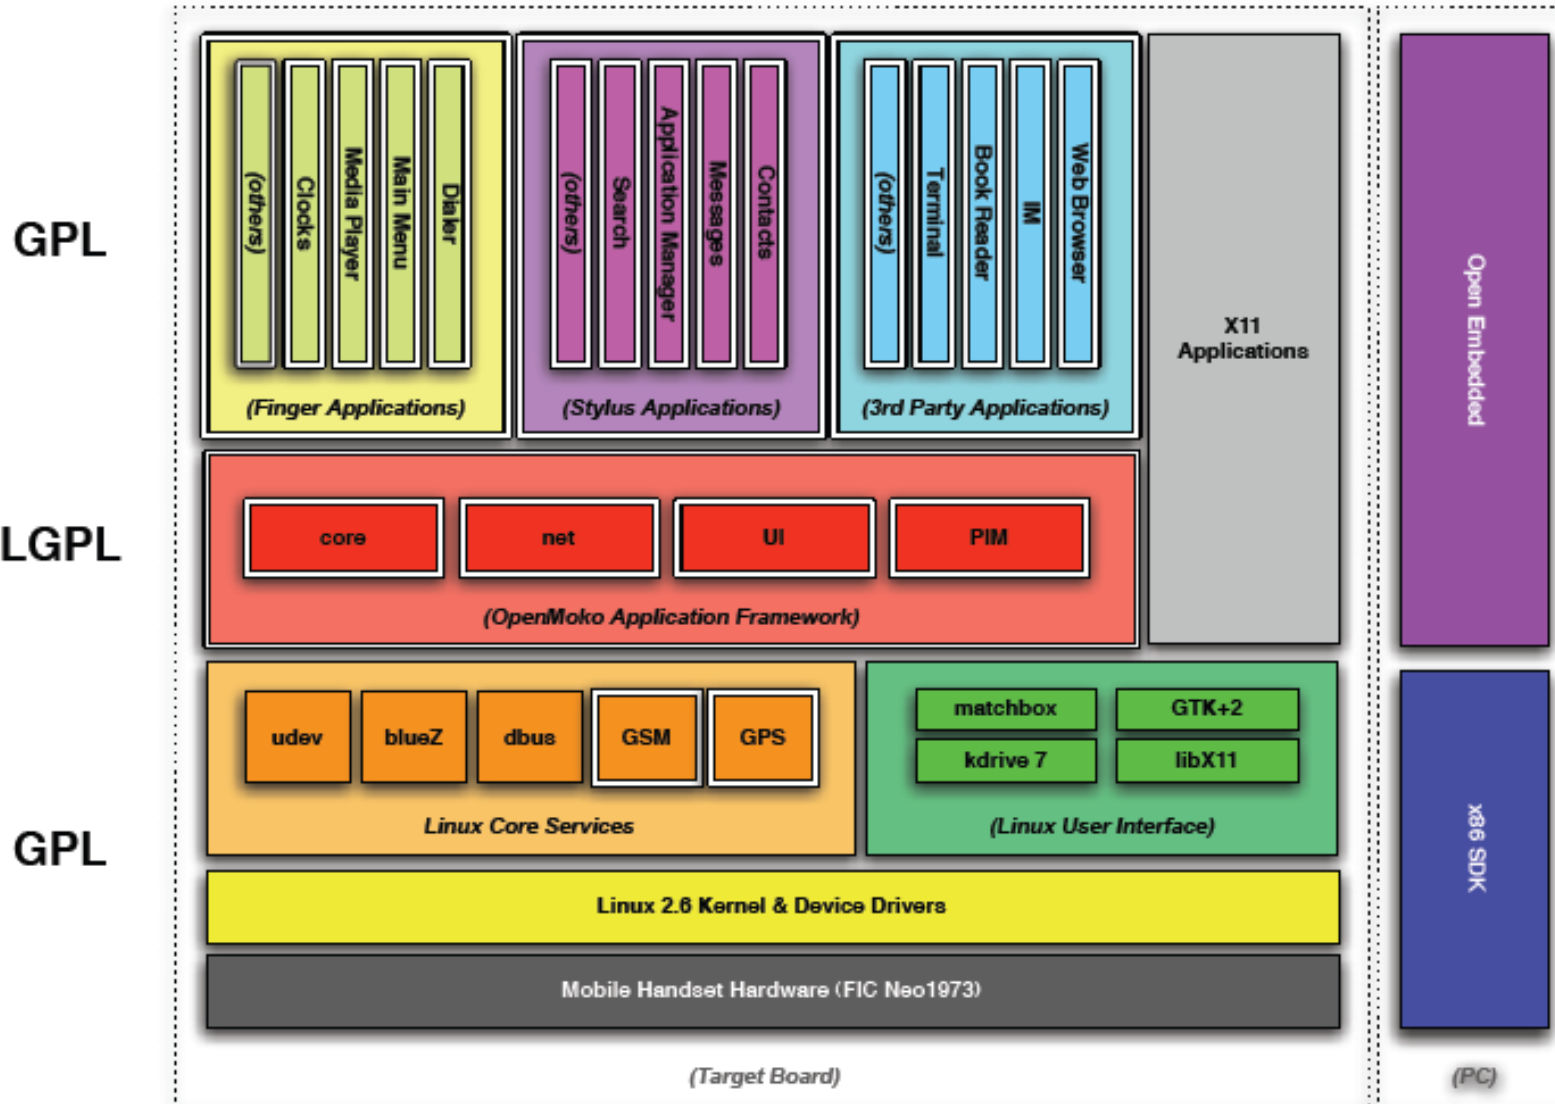 GPL
(others)
Clocks
Media Player
Main Menu
Dialer
(Finger Applications)
(others)
Search
Application Manager
Messages
Contacts
(Stylus Applications)
(others)
Terminal
Book Reader
IM
Web Browser
(3rd Party Applications)
X11
Applications
Open Embedded
LGPL
core
net
UI
PIM
(OpenMoko Application Framework)
GPL
udev
blueZ
dbus
GSM
GPS
Linux Core Services
matchbox
GTK+2
kdrive 7
libX11
(Linux User Interface)
x86 SDK
Linux 2.6 Kernel & Device Drivers
Mobile Handset Hardware (FIC Neo1973)
(Target Board)
(PC)